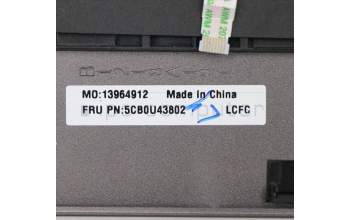 MO:13964912 Made in China
FRU PN:5CB0U43802 LCFC